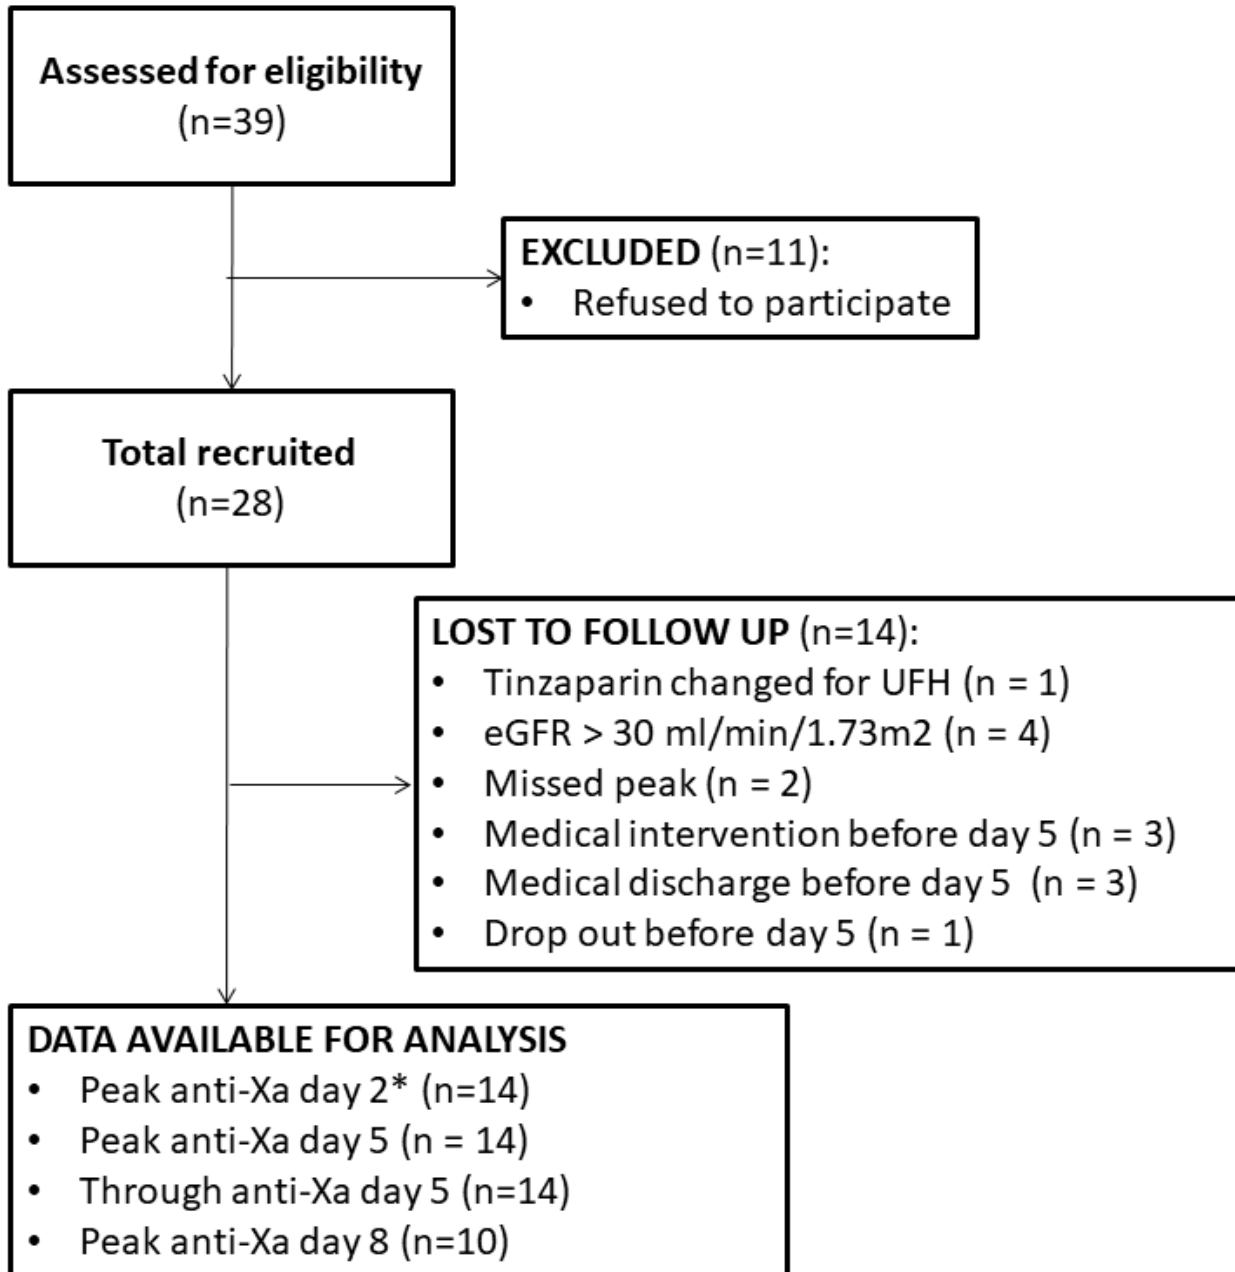 Assessed for eligibility
(n=39)
EXCLUDED (n=11):
• Refused to participate
Total recruited
(n=28)
LOST TO FOLLOW UP (n=14):
• Tinzaparin changed for UFH (n = 1)
• eGFR > 30 ml/min/1.73m2 (n = 4)
• Missed peak (n = 2)
• Medical intervention before day 5 (n = 3)
• Medical discharge before day 5 (n = 3)
• Drop out before day 5 (n = 1)
DATA AVAILABLE FOR ANALYSIS
• Peak anti-Xa day 2* (n=14)
• Peak anti-Xa day 5 (n = 14)
• Through anti-Xa day 5 (n=14)
• Peak anti-Xa day 8 (n=10)